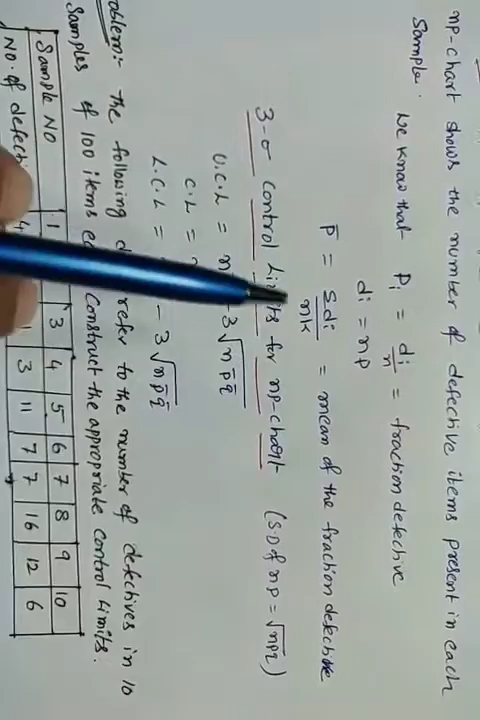 np-chart shows the number of defective items present in each
Sample. We know that Pi = di/n = fraction defective
di = np
P̄ = Σdi/nk = mean of the fraction defective
3-σ control Limits for np-chart (SD of np = √npq)
U.C.L = 3√np̄q̄
C.L =
L.C.L = - 3√np̄q̄
the following refer to the number of defectives in 10
Samples of 100 items Construct the appropriate control Limits.
Sample NO 1 3 4 5 6 7 8 9 10
NO. of 3 11 7 7 16 12 6